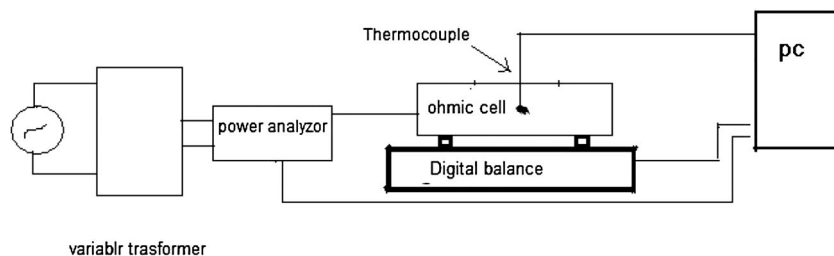 Thermocouple
pc
ohmic cell
power analyzor
Digital balance
variablr trasformer